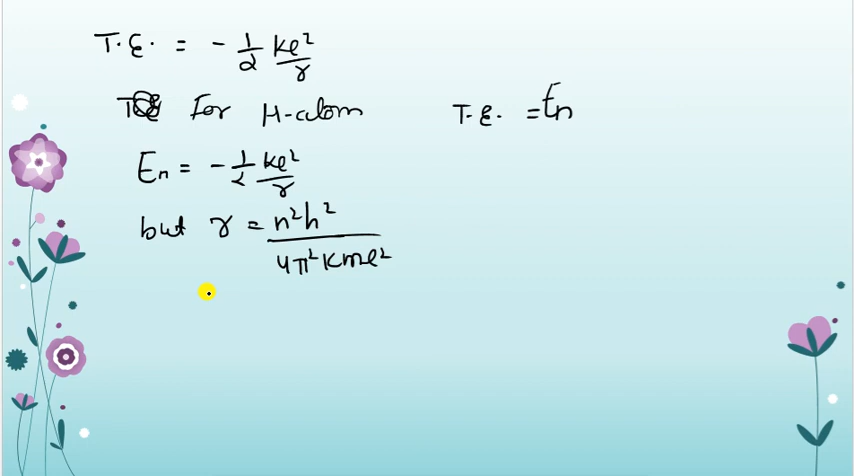 T.E. = - 1/2 ke²/r
For H-atom T.E. = En
En = - 1/2 ke²/r
but r = n²h² / 4π²kme²